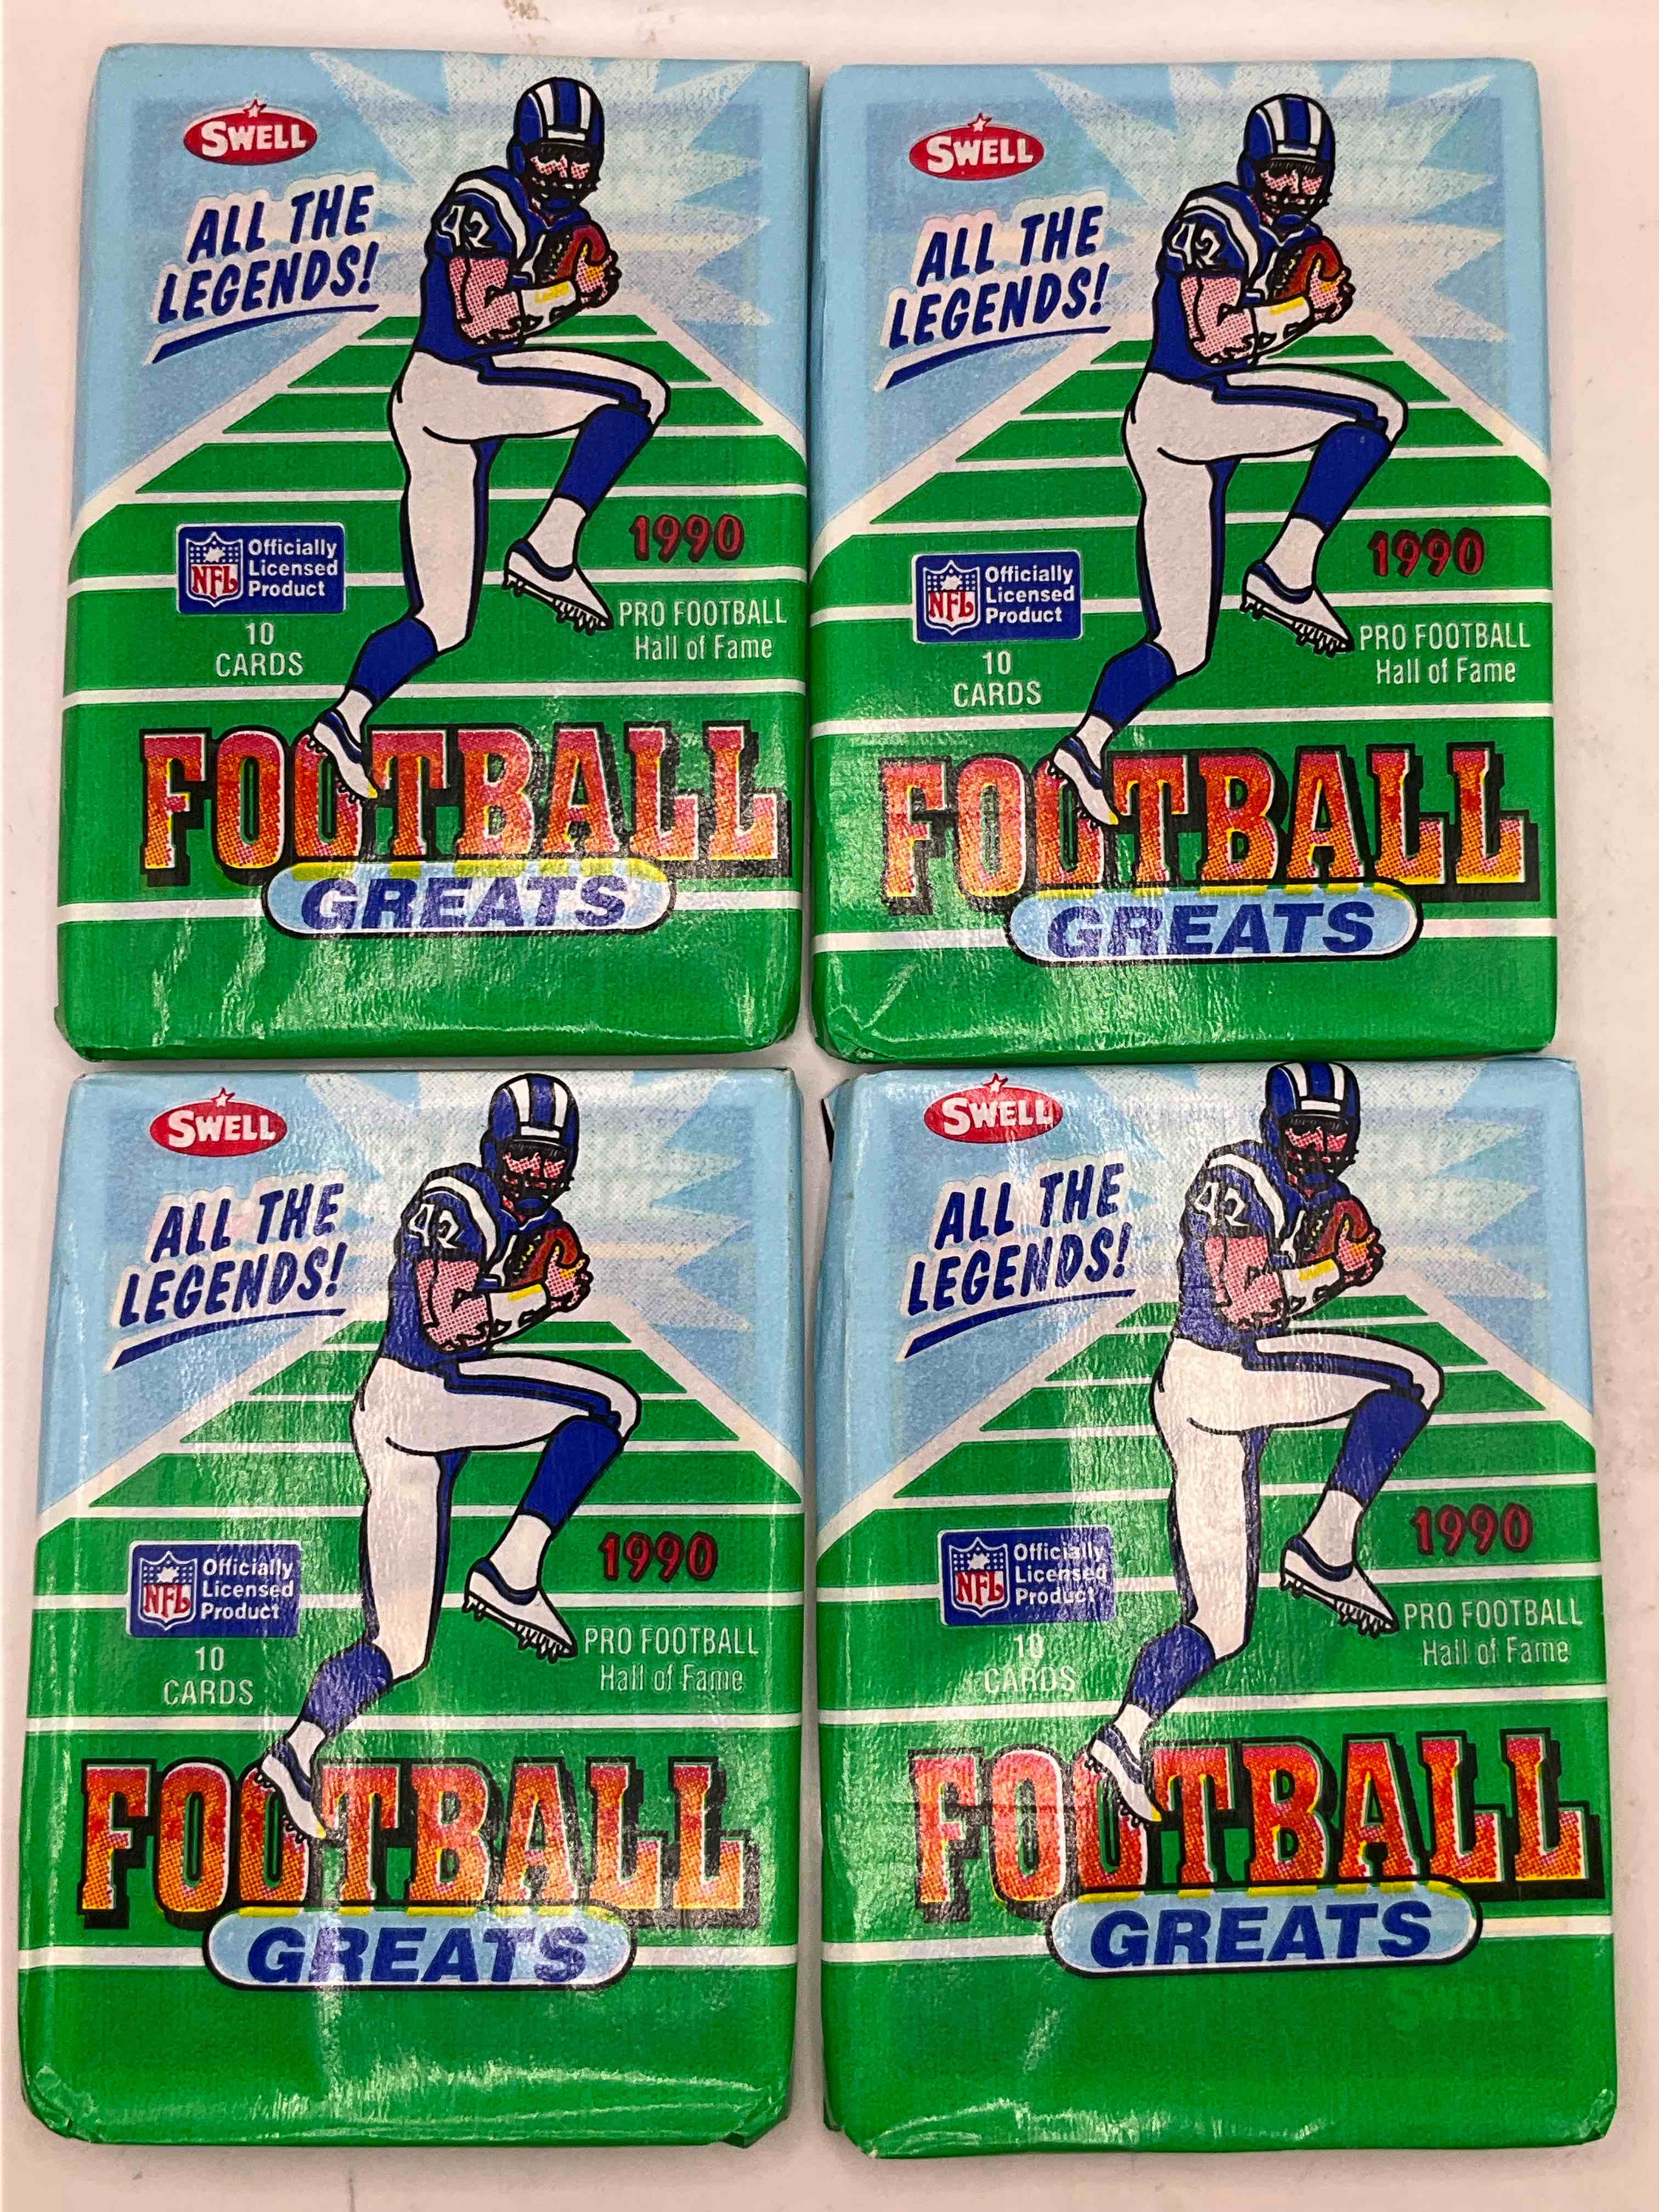 SWELL
ALL THE
LEGENDS!
42
NFL
Officially
Licensed
Product
10
CARDS
1990
PRO FOOTBALL
Hall of Fame
FOOTBALL
GREATS
SWELL
ALL THE
LEGENDS!
42
NFL
Officially
Licensed
Product
10
CARDS
1990
PRO FOOTBALL
Hall of Fame
FOOTBALL
GREATS
SWELL
ALL THE
LEGENDS!
42
NFL
Officially
Licensed
Product
10
CARDS
1990
PRO FOOTBALL
Hall of Fame
FOOTBALL
GREATS
SWELL
ALL THE
LEGENDS!
42
NFL
Officially
Licensed
Product
10
CARDS
1990
PRO FOOTBALL
Hall of Fame
FOOTBALL
GREATS
SWELL